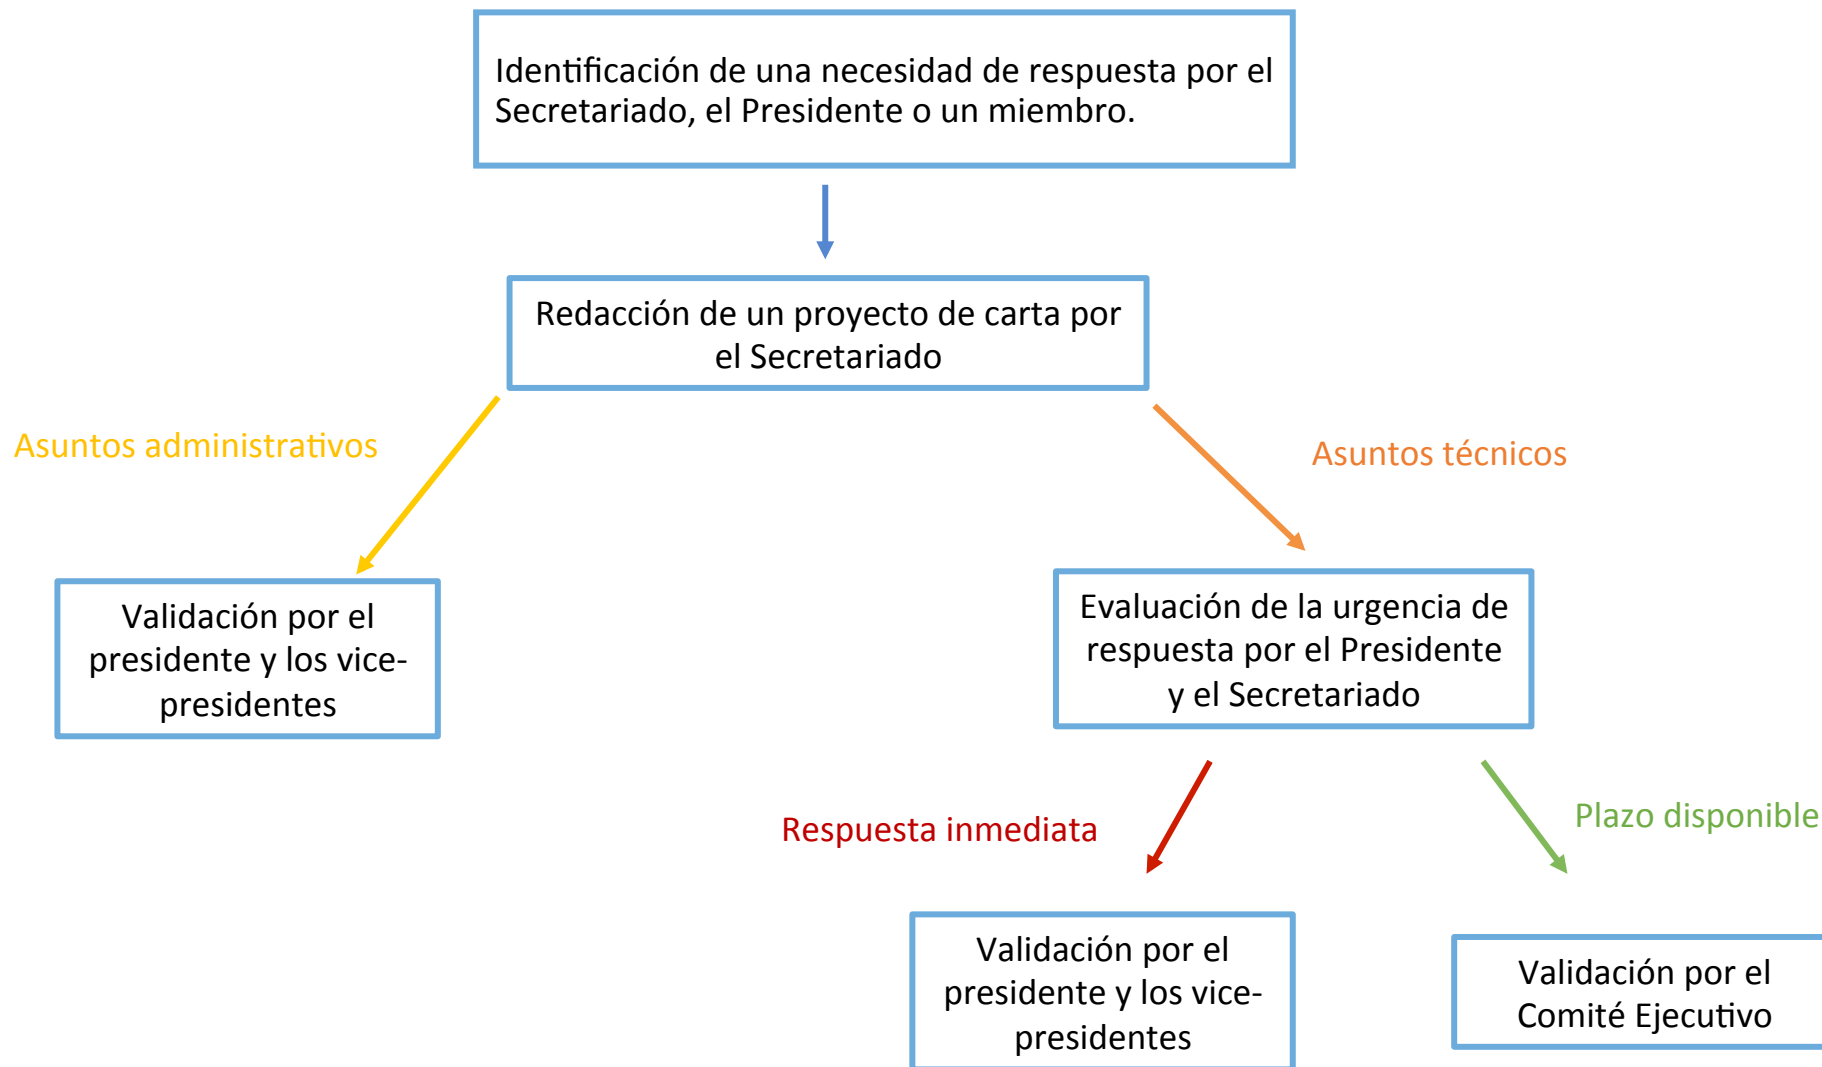 Identificación de una necesidad de respuesta por el
Secretariado, el Presidente o un miembro.
Redacción de un proyecto de carta por
el Secretariado
Asuntos administrativos
Asuntos técnicos
Validación por el
presidente y los vice-
presidentes
Evaluación de la urgencia de
respuesta por el Presidente
y el Secretariado
Respuesta inmediata
Plazo disponible
Validación por el
presidente y los vice-
presidentes
Validación por el
Comité Ejecutivo